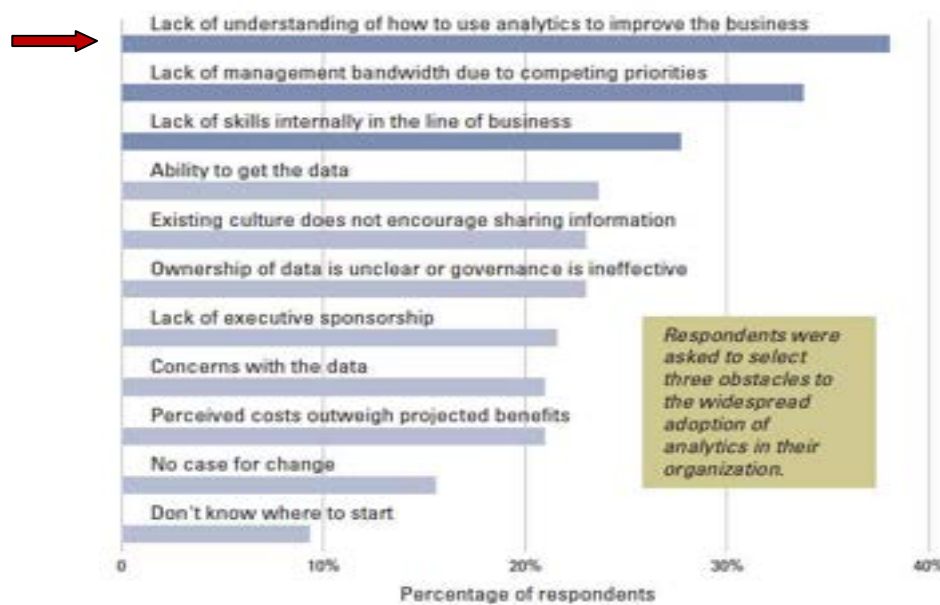 Lack of understanding of how to use analytics to improve the business
Lack of management bandwidth due to competing priorities
Lack of skills internally in the line of business
Ability to get the data
Existing culture does not encourage sharing information
Ownership of data is unclear or governance is ineffective
Lack of executive sponsorship
Concerns with the data
Perceived costs outweigh projected benefits
No case for change
Don't know where to start
Respondents were
asked to select
three obstacles to
the widespread
adoption of
analytics in their
organization.
0 10% 20% 30% 40%
Percentage of respondents